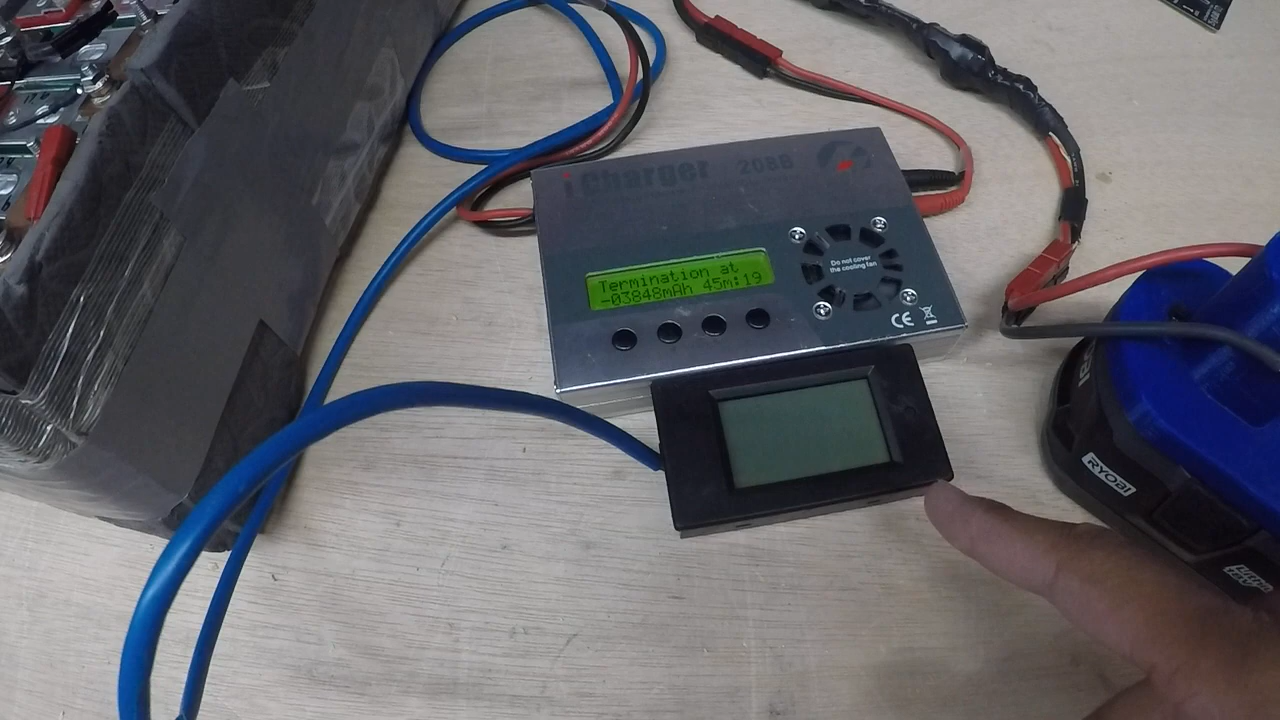 iCharger 208B
Termination at
-03848mAh 45m:19
Do not cover
the cooling fan
CE
RYOBI